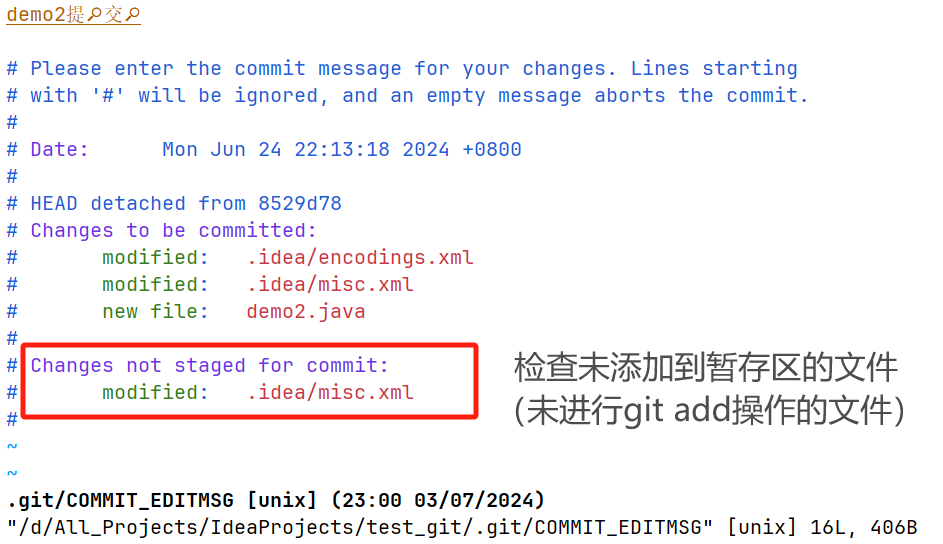 demo2提交
# Please enter the commit message for your changes. Lines starting
# with '#' will be ignored, and an empty message aborts the commit.
#
# Date:      Mon Jun 24 22:13:18 2024 +0800
#
# HEAD detached from 8529d78
# Changes to be committed:
#       modified:   .idea/encodings.xml
#       modified:   .idea/misc.xml
#       new file:   demo2.java
#
# Changes not staged for commit:
#       modified:   .idea/misc.xml
#
检查未添加到暂存区的文件
（未进行git add操作的文件）
~
~
.git/COMMIT_EDITMSG [unix] (23:00 03/07/2024)
"/d/All_Projects/IdeaProjects/test_git/.git/COMMIT_EDITMSG" [unix] 16L, 406B